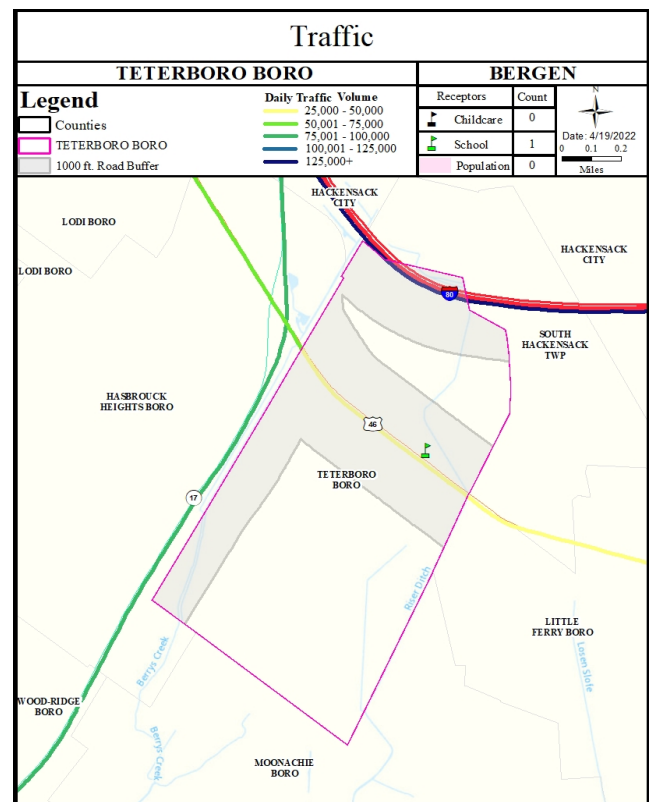 Traffic
TETERBORO BORO
BERGEN
Legend
Counties
TETERBORO BORO
1000 ft. Road Buffer
Daily Traffic Volume
25,000 - 50,000
50,001 - 75,000
75,001 - 100,000
100,001 - 125,000
125,000+
Receptors Count
Childcare 0
School 1
Population 0
N
Date: 4/19/2022
0 0.1 0.2
Miles
HACKENSACK
CITY
LODI BORO
HACKENSACK
CITY
LODI BORO
80
SOUTH
HACKENSACK
TWP
HASBROUCK
HEIGHTS BORO
46
TETERBORO
BORO
17
Riser Ditch
LITTLE
FERRY BORO
Berrys Creek
Losen Slofe
WOOD-RIDGE
BORO
Berrys Creek
MOONACHIE
BORO